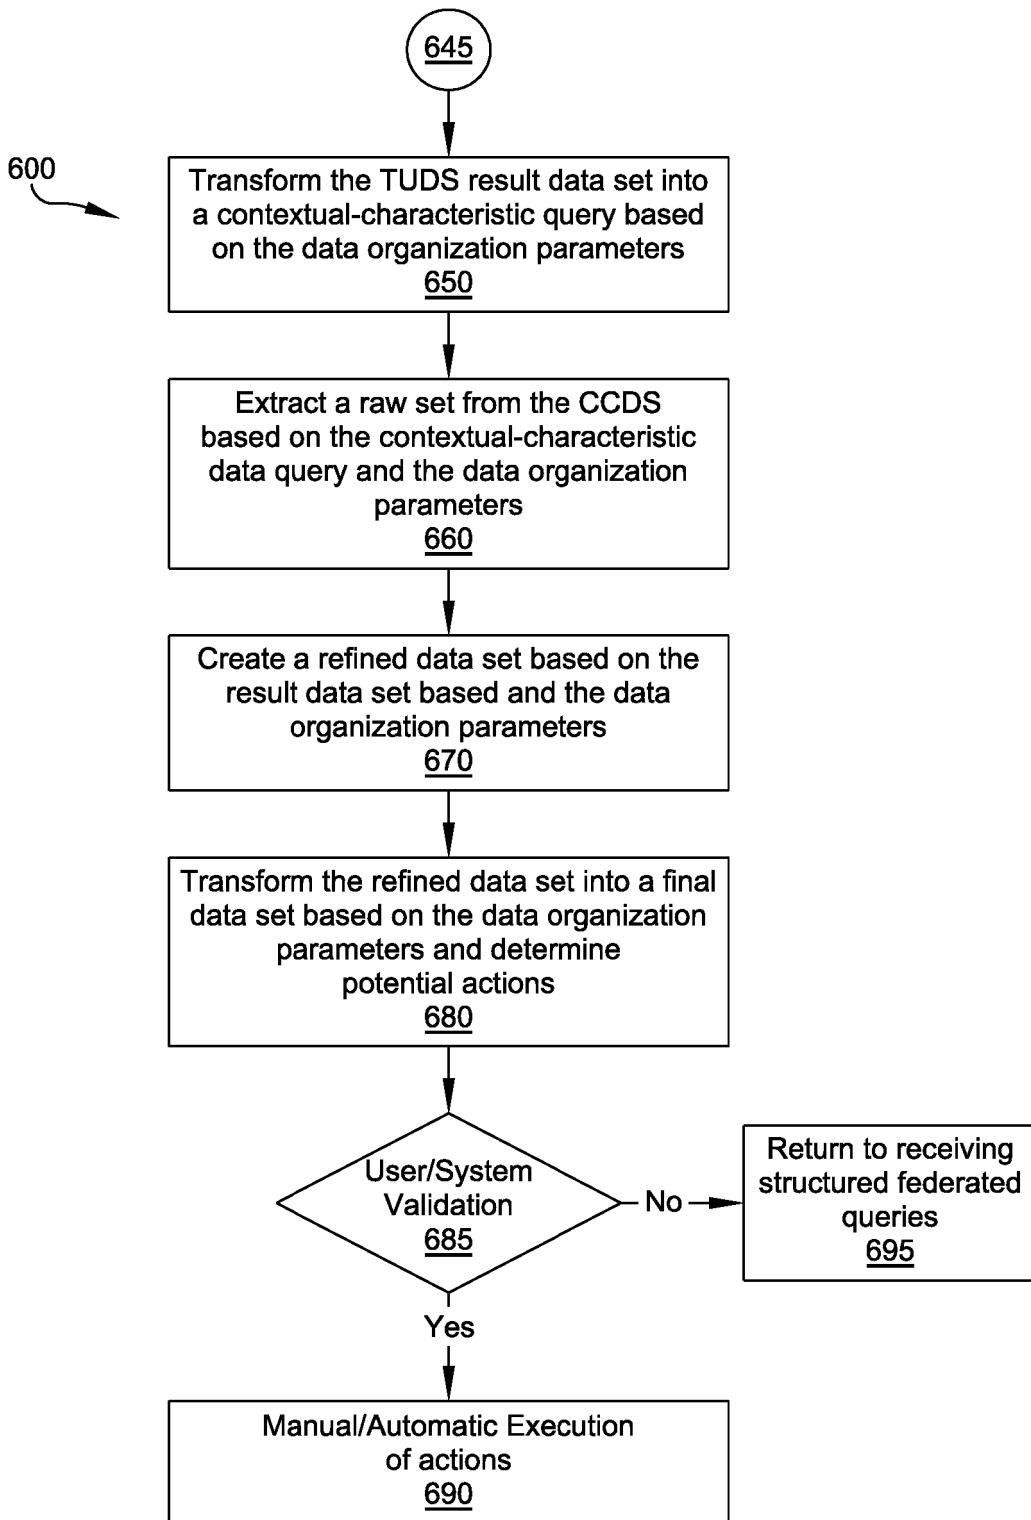 645
600
Transform the TUDS result data set into
a contextual-characteristic query based
on the data organization parameters
650
Extract a raw set from the CCDS
based on the contextual-characteristic
data query and the data organization
parameters
660
Create a refined data set based on the
result data set based and the data
organization parameters
670
Transform the refined data set into a final
data set based on the data organization
parameters and determine
potential actions
680
User/System
Validation
685
No
Return to receiving
structured federated
queries
695
Yes
Manual/Automatic Execution
of actions
690